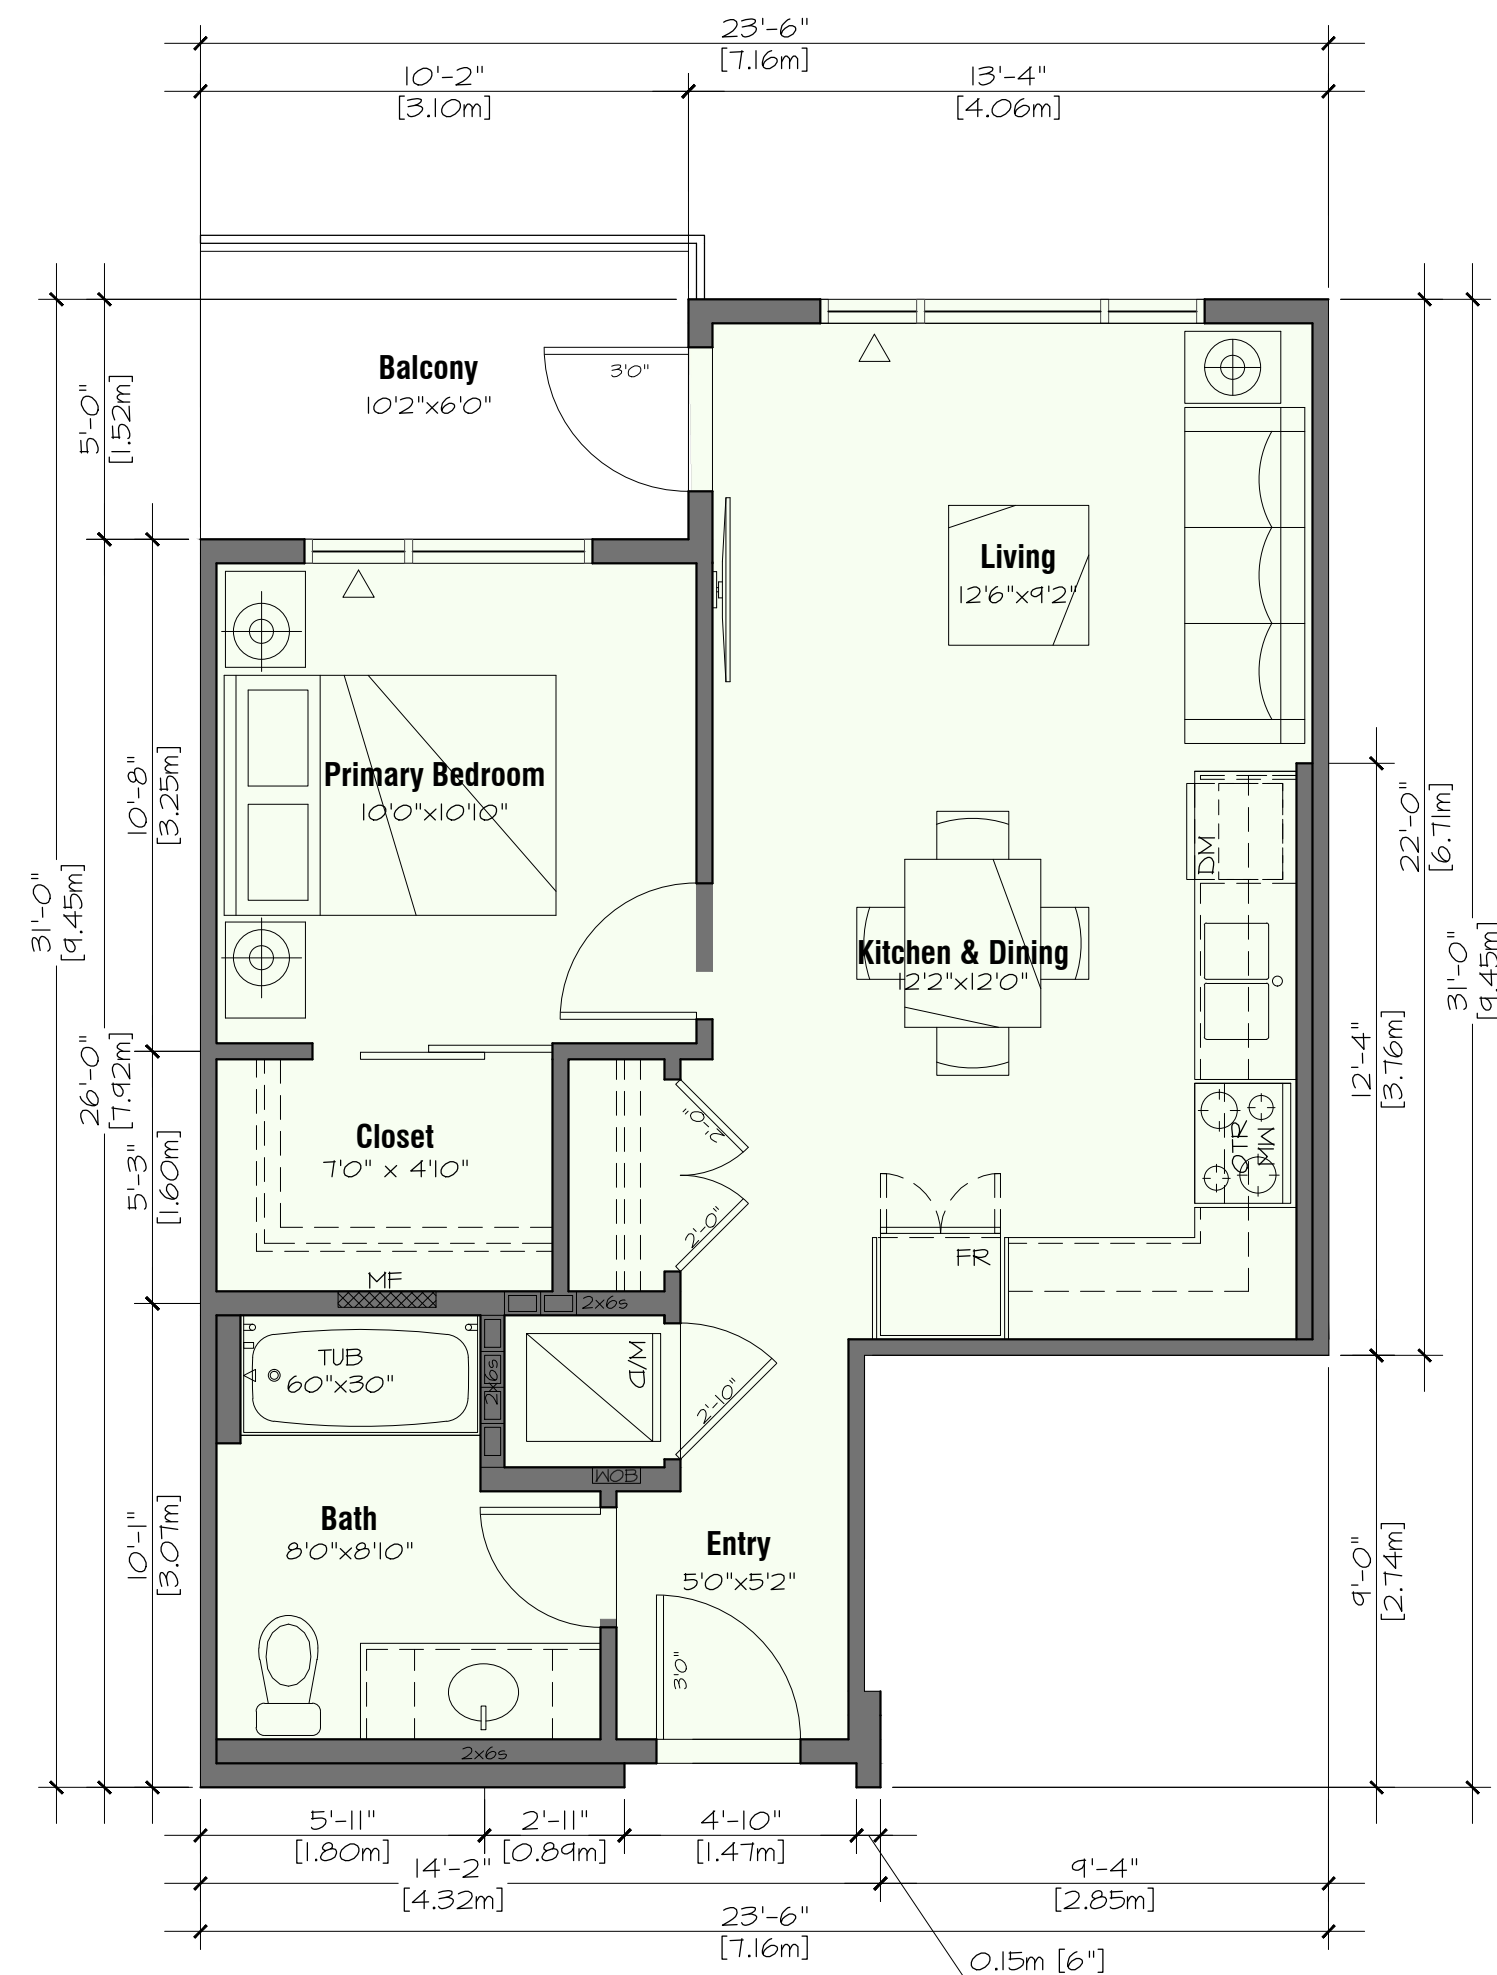 23'-6"
[7.16m]
10'-2"
[3.10m]
13'-4"
[4.06m]
Balcony
10'2"x6'0"
3'0"
5'-0"
[1.52m]
Living
12'6"x9'2"
Primary Bedroom
10'0"x10'10"
10'-8"
[3.25m]
22'-0"
[6.71m]
DW
31'-0"
[9.45m]
Kitchen & Dining
12'2"x12'0"
31'-0"
[9.45m]
26'-0"
[7.92m]
12'-4"
[3.76m]
Closet
7'0" x 4'10"
2'-0"
OTR
MW
5'-3"
[1.60m]
2'-0"
FR
MF
2x6s
TUB
60"x30"
2x6s
W/D
2'-10"
WOB
Bath
8'0"x8'10"
Entry
5'0"x5'2"
10'-1"
[3.07m]
9'-0"
[2.74m]
3'0"
2x6s
5'-11"
[1.80m]
2'-11"
[0.89m]
4'-10"
[1.47m]
14'-2"
[4.32m]
9'-4"
[2.85m]
23'-6"
[7.16m]
0.15m [6"]